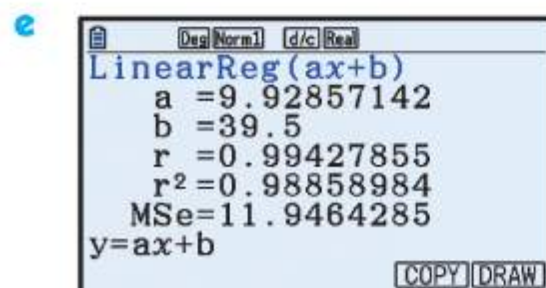 e
Deg Norm1 d/c Real
LinearReg(ax+b)
a =9.92857142
b =39.5
r =0.99427855
r²=0.98858984
MSe=11.9464285
y=ax+b
COPY DRAW